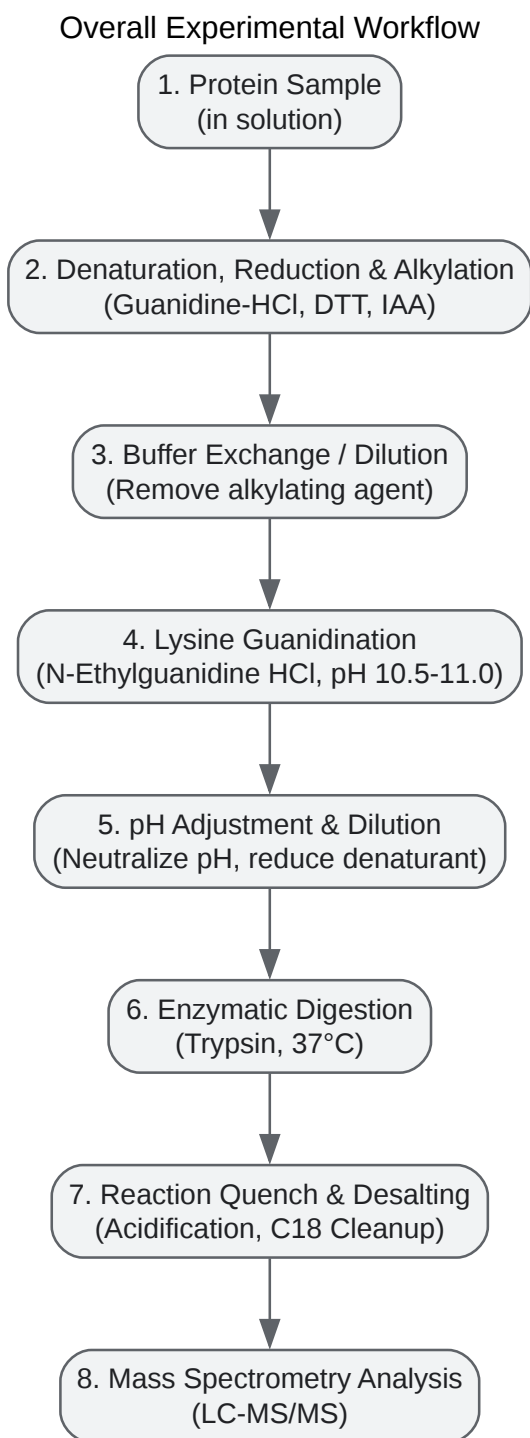 Overall Experimental Workflow
1. Protein Sample
(in solution)
2. Denaturation, Reduction & Alkylation
(Guanidine-HCl, DTT, IAA)
3. Buffer Exchange / Dilution
(Remove alkylating agent)
4. Lysine Guanidination
(N-Ethylguanidine HCl, pH 10.5-11.0)
5. pH Adjustment & Dilution
(Neutralize pH, reduce denaturant)
6. Enzymatic Digestion
(Trypsin, 37°C)
7. Reaction Quench & Desalting
(Acidification, C18 Cleanup)
8. Mass Spectrometry Analysis
(LC-MS/MS)